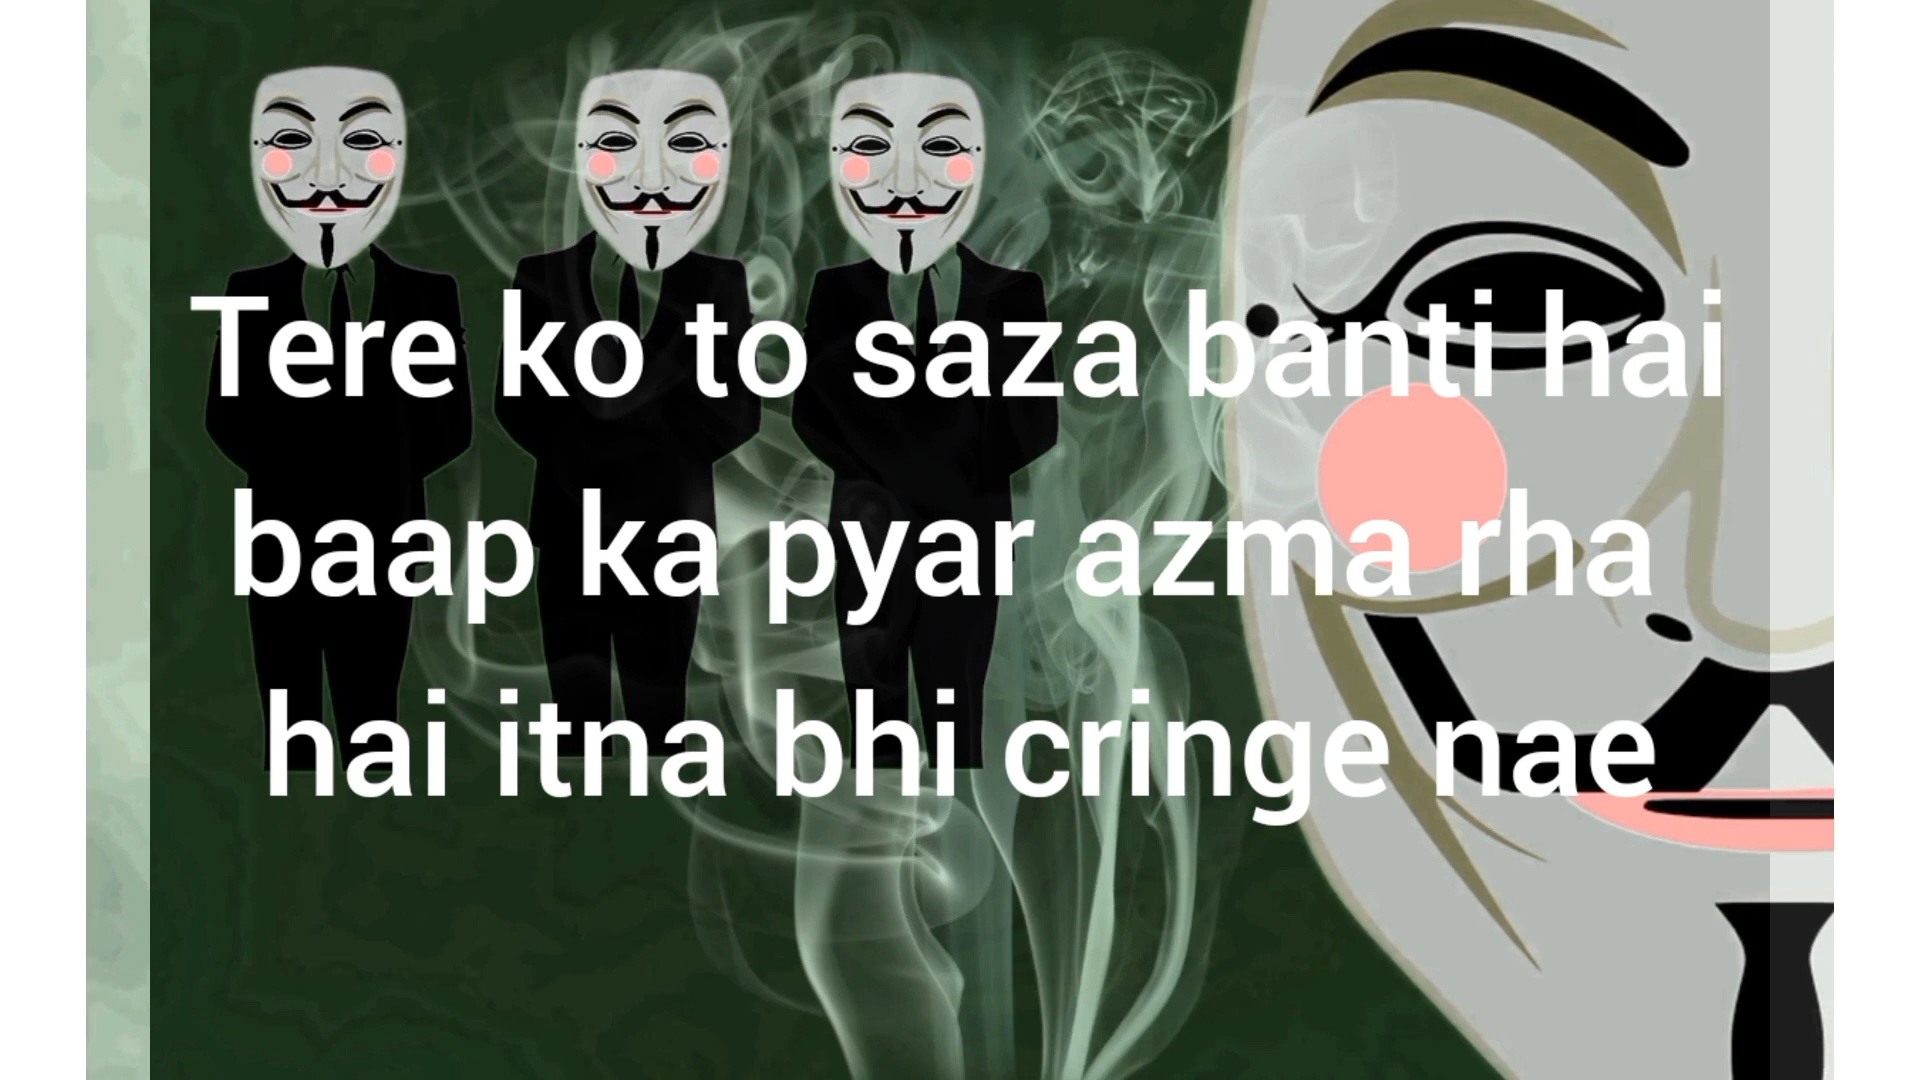 Tere ko to saza banti hai
baap ka pyar azma rha
hai itna bhi cringe nae